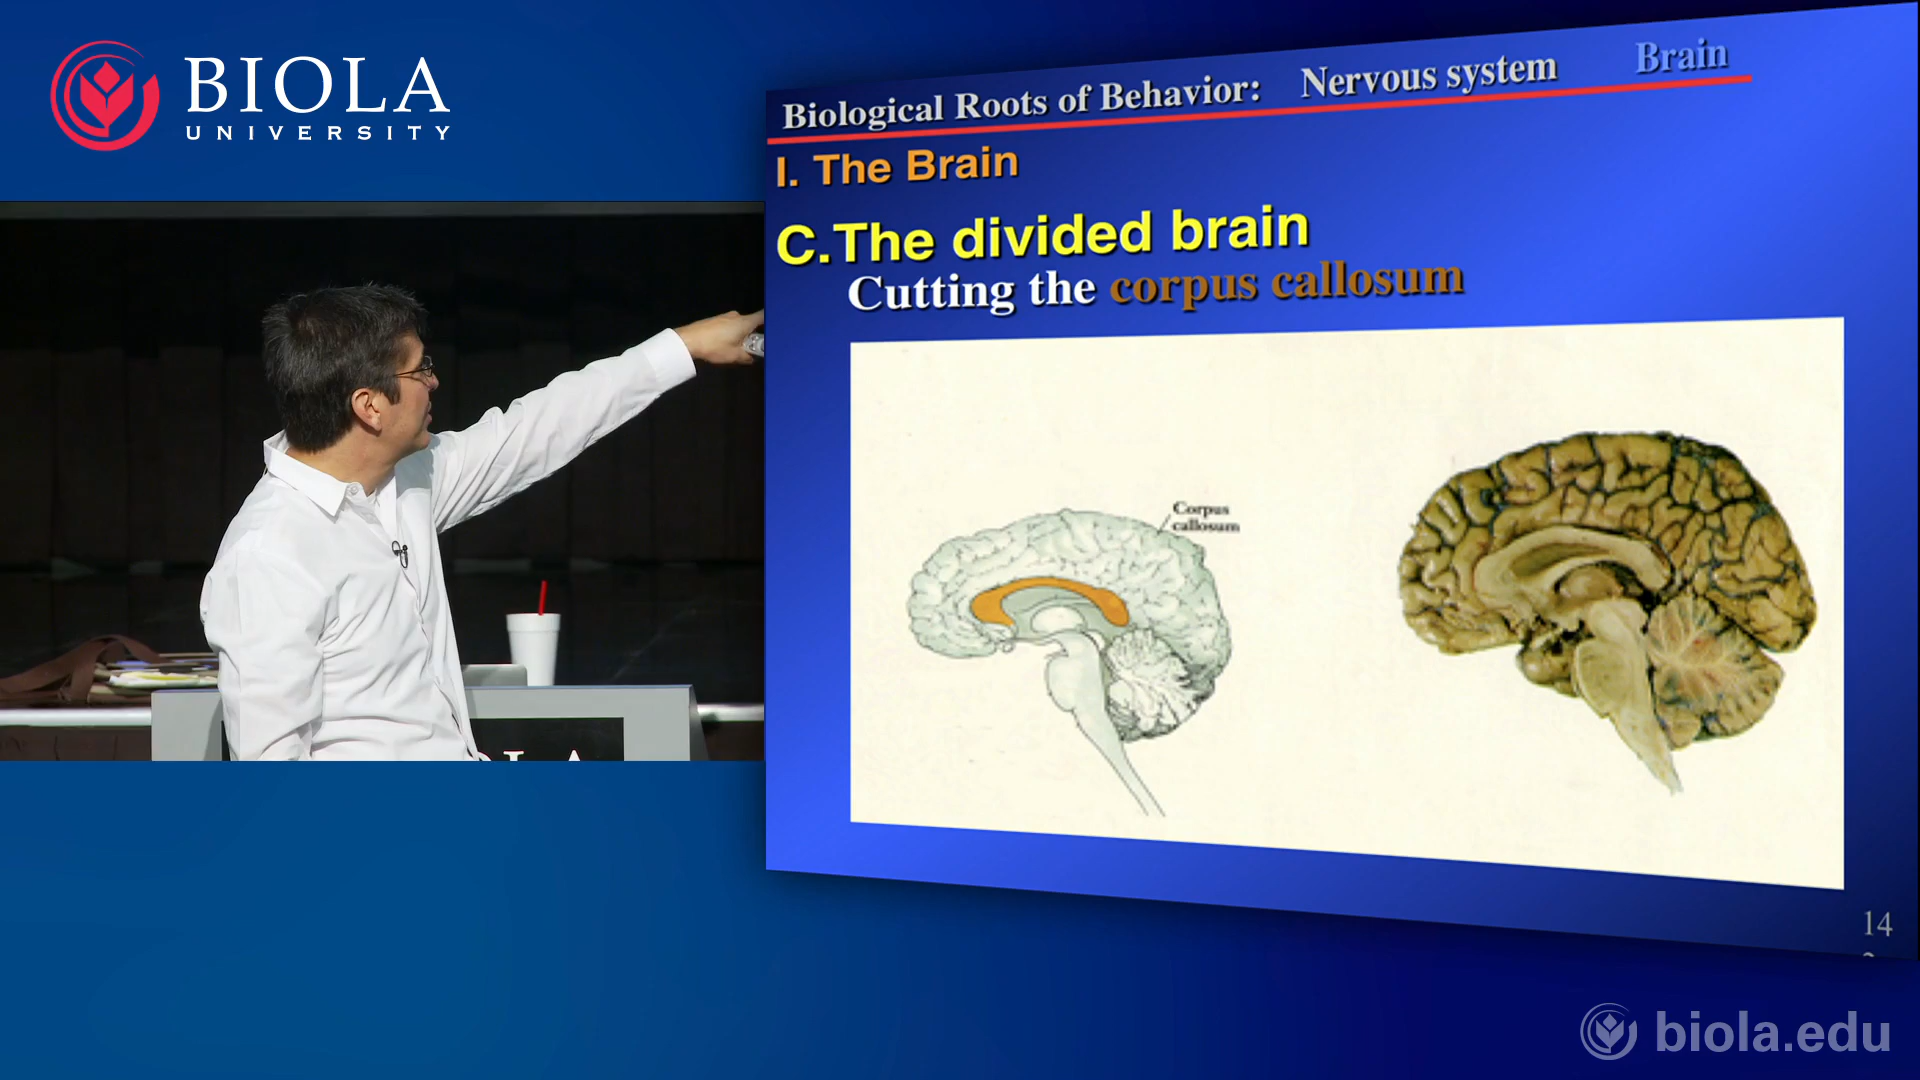 BIOLA
UNIVERSITY
Biological Roots of Behavior: Nervous system Brain
I. The Brain
C.The divided brain
Cutting the corpus callosum
Corpus
callosum
14
biola.edu